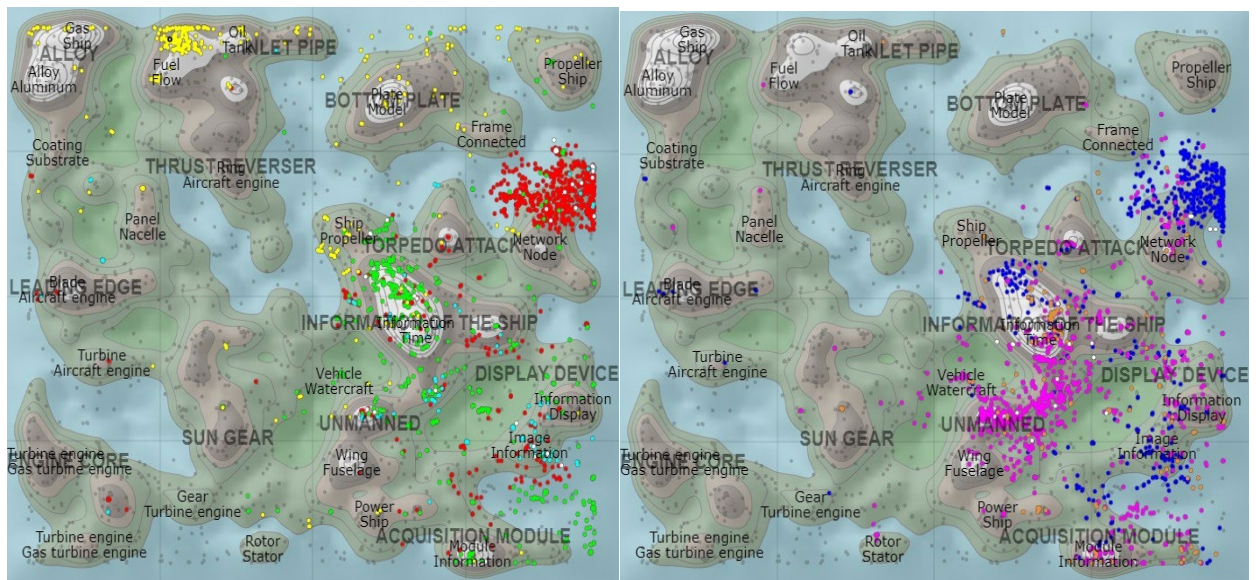 Gas
Ship
ALLOY
Alloy
Aluminum
Oil
Tank
INLET PIPE
Fuel
Flow
Plate
Model
BOTTOM PLATE
Propeller
Ship
Frame
Connected
Coating
Substrate
THRUST REVERSER
Ring
Aircraft engine
Panel
Nacelle
Ship
Propeller
TORPEDO ATTACK
Network
Node
LEADING EDGE
Blade
Aircraft engine
INFORMATION OF THE SHIP
Information
Time
Turbine
Aircraft engine
Vehicle
Watercraft
DISPLAY DEVICE
Information
Display
UNMANNED
SUN GEAR
Image
Information
Turbine engine
Gas turbine engine
Wing
Fuselage
Gear
Turbine engine
Power
Ship
Turbine engine
Gas turbine engine
Rotor
Stator
ACQUISITION MODULE
Module
Information
Gas
Ship
ALLOY
Alloy
Aluminum
Oil
Tank
INLET PIPE
Fuel
Flow
Plate
Model
BOTTOM PLATE
Propeller
Ship
Frame
Connected
Coating
Substrate
THRUST REVERSER
Ring
Aircraft engine
Panel
Nacelle
Ship
Propeller
TORPEDO ATTACK
Network
Node
LEADING EDGE
Blade
Aircraft engine
INFORMATION OF THE SHIP
Information
Time
Turbine
Aircraft engine
Vehicle
Watercraft
DISPLAY DEVICE
Information
Display
UNMANNED
SUN GEAR
Image
Information
Turbine engine
Gas turbine engine
Wing
Fuselage
Gear
Turbine engine
Power
Ship
Turbine engine
Gas turbine engine
Rotor
Stator
ACQUISITION MODULE
Module
Information